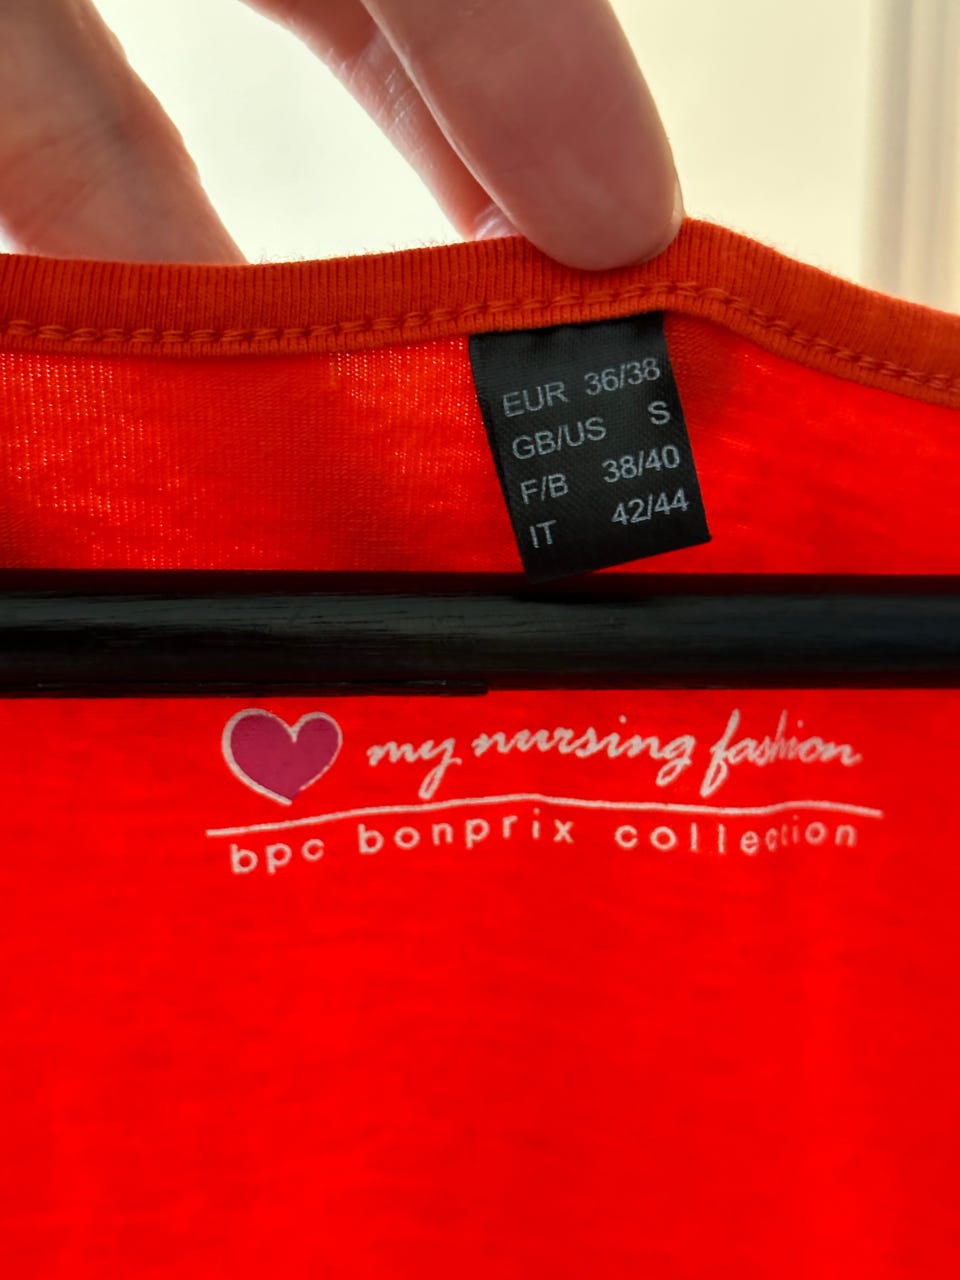 EUR 36/38
GB/US S
F/B 38/40
IT 42/44
my nursing fashion
bpc bonprix collection